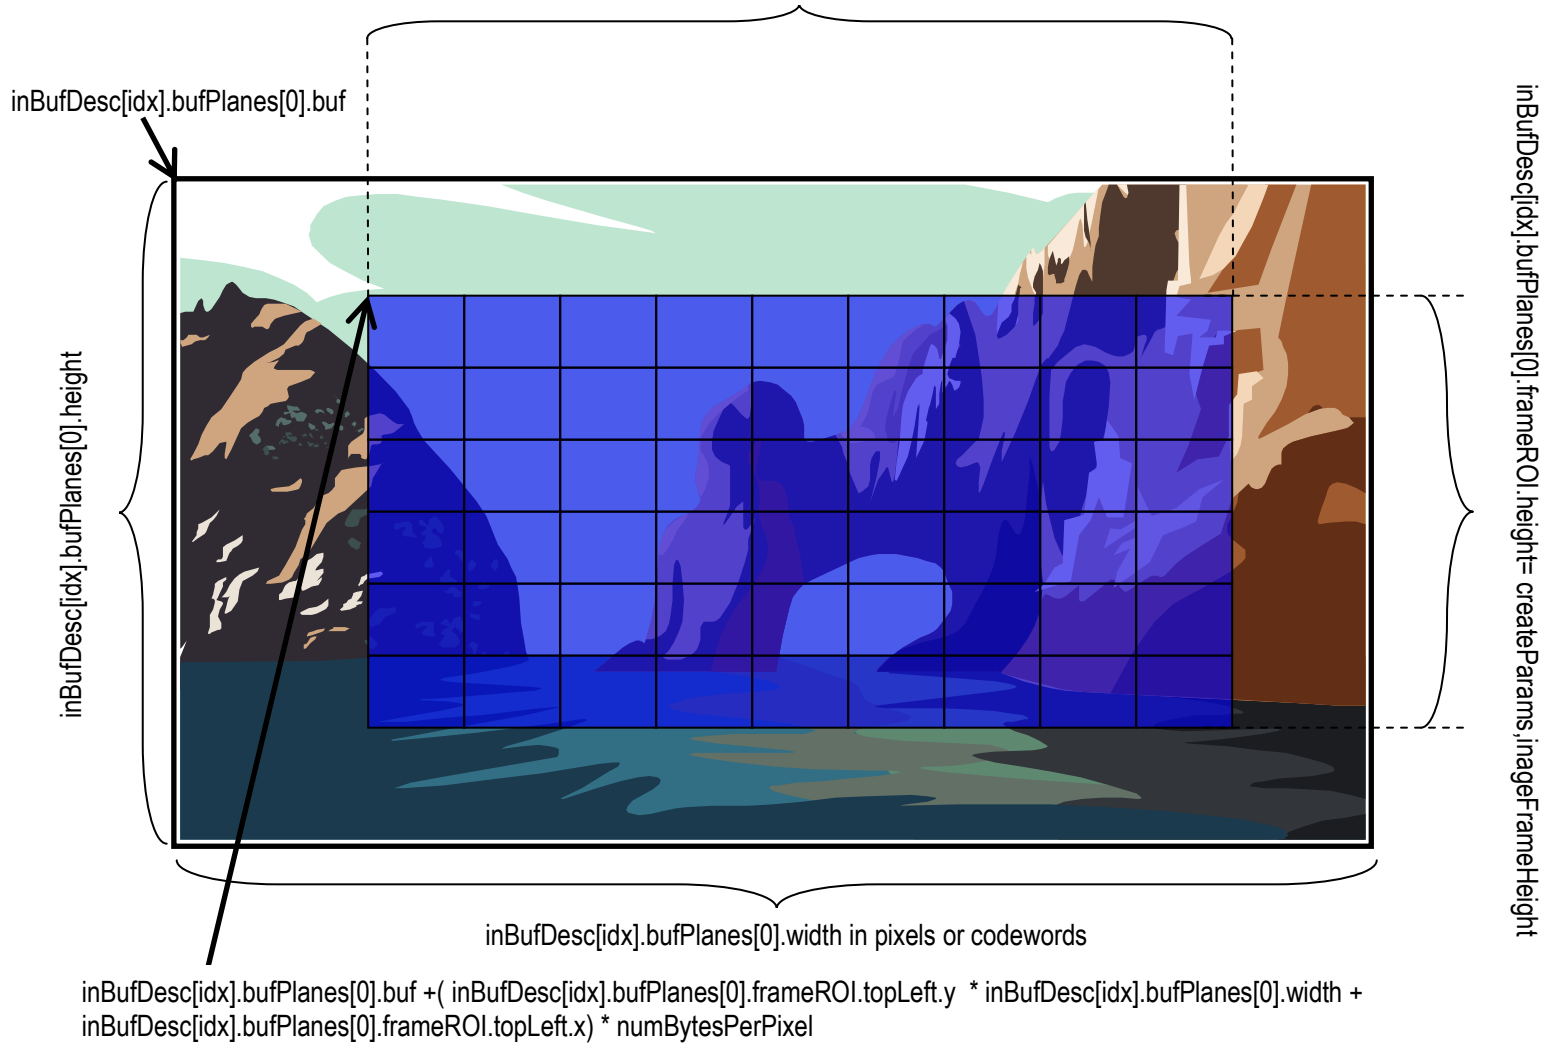 inBufDesc[idx].bufPlanes[0].buf
inBufDesc[idx].bufPlanes[0].height
inBufDesc[idx].bufPlanes[0].frameROI.height= createParams,imageFrameHeight
inBufDesc[idx].bufPlanes[0].width in pixels or codewords
inBufDesc[idx].bufPlanes[0].buf +( inBufDesc[idx].bufPlanes[0].frameROI.topLeft.y * inBufDesc[idx].bufPlanes[0].width +
inBufDesc[idx].bufPlanes[0].frameROI.topLeft.x) * numBytesPerPixel